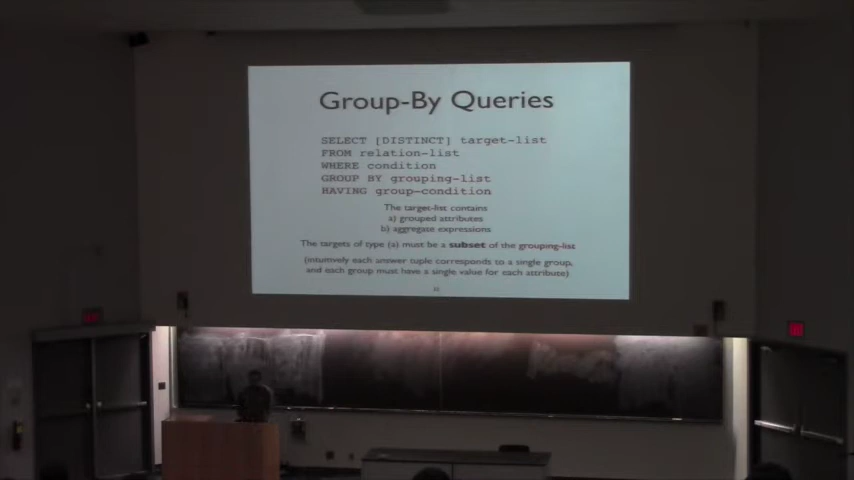 Group-By Queries
SELECT [DISTINCT] target-list
FROM relation-list
WHERE condition
GROUP BY grouping-list
HAVING group-condition
The target-list contains
a) grouped attributes
b) aggregate expressions
The targets of type (a) must be a subset of the grouping-list
(intuitively each answer tuple corresponds to a single group,
and each group must have a single value for each attribute)